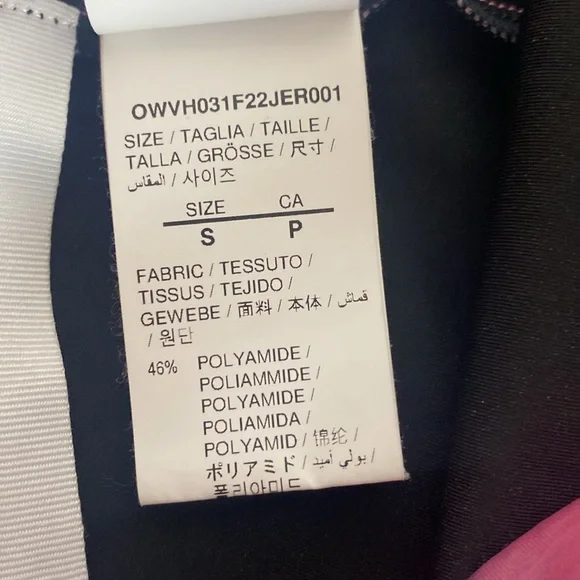 OWVH031F22JER001
SIZE / TAGLIA / TAILLE /
TALLA / GRÖSSE / 尺寸 /
المقاس / 사이즈
SIZE CA
S P
FABRIC / TESSUTO /
TISSUS / TEJIDO /
GEWEBE / 面料 / 本体 / قماش
/ 원단
46% POLYAMIDE /
POLIAMMIDE /
POLYAMIDE /
POLIAMIDA /
POLYAMID / 锦纶 /
ポリアミド / بولي أميد /
폴리아미드